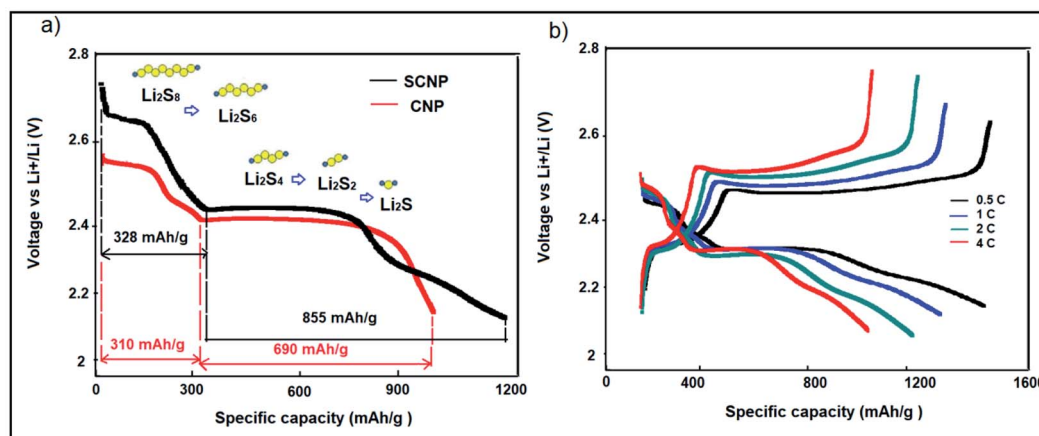 a)
2.8
2.6
2.4
2.2
2
Voltage vs Li+/Li (V)
Li₂S₈
Li₂S₆
Li₂S₄
Li₂S₂
Li₂S
SCNP
CNP
328 mAh/g
855 mAh/g
310 mAh/g
690 mAh/g
0 300 600 900 1200
Specific capacity (mAh/g )
b)
2.8
2.6
2.4
2.2
2
Voltage vs Li+/Li (V)
0.5 C
1 C
2 C
4 C
0 400 800 1200 1600
Specific capacity (mAh/g )